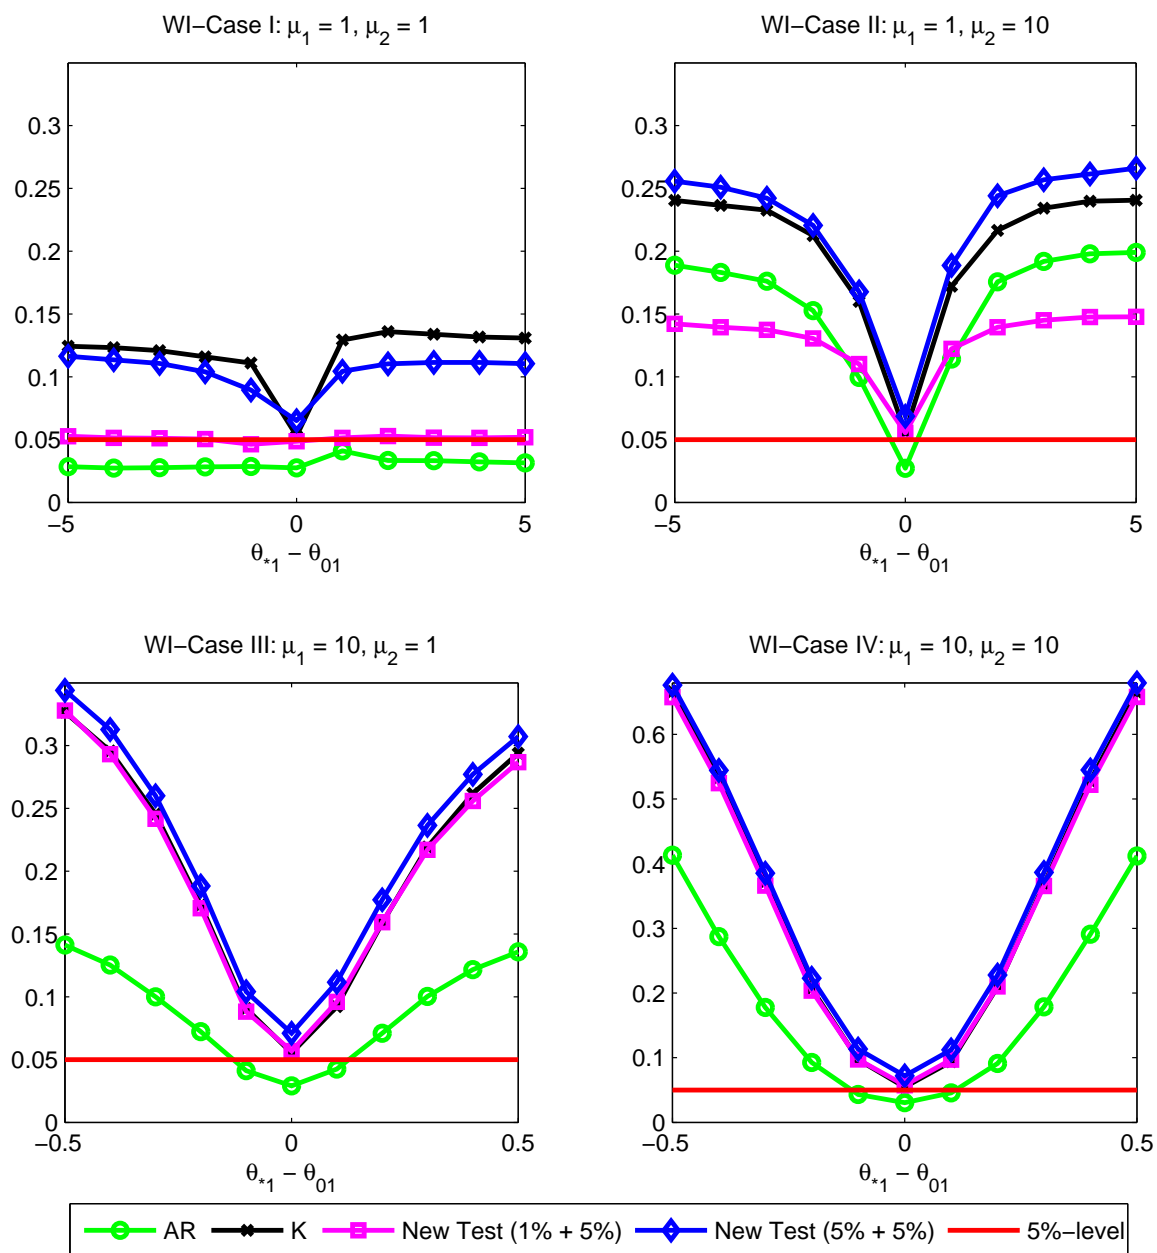 WI−Case I: μ1 = 1, μ2 = 1
0.3
0.25
0.2
0.15
0.1
0.05
0
−5 0 5
θ*1 − θ01
WI−Case II: μ1 = 1, μ2 = 10
0.3
0.25
0.2
0.15
0.1
0.05
0
−5 0 5
θ*1 − θ01
WI−Case III: μ1 = 10, μ2 = 1
0.3
0.25
0.2
0.15
0.1
0.05
0
−0.5 0 0.5
θ*1 − θ01
WI−Case IV: μ1 = 10, μ2 = 10
0.6
0.5
0.4
0.3
0.2
0.1
0
−0.5 0 0.5
θ*1 − θ01
AR K New Test (1% + 5%) New Test (5% + 5%) 5%−level